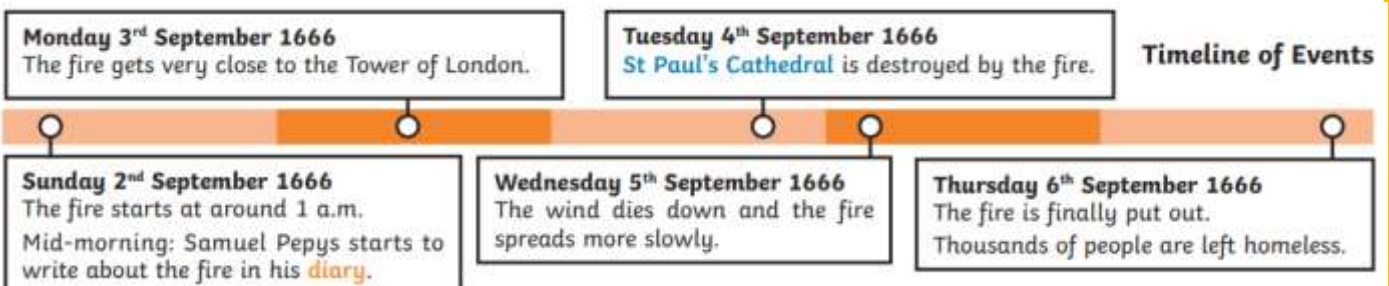 Monday 3rd September 1666
The fire gets very close to the Tower of London.
Tuesday 4th September 1666
St Paul's Cathedral is destroyed by the fire.
Timeline of Events
Sunday 2nd September 1666
The fire starts at around 1 a.m.
Mid-morning: Samuel Pepys starts to
write about the fire in his diary.
Wednesday 5th September 1666
The wind dies down and the fire
spreads more slowly.
Thursday 6th September 1666
The fire is finally put out.
Thousands of people are left homeless.